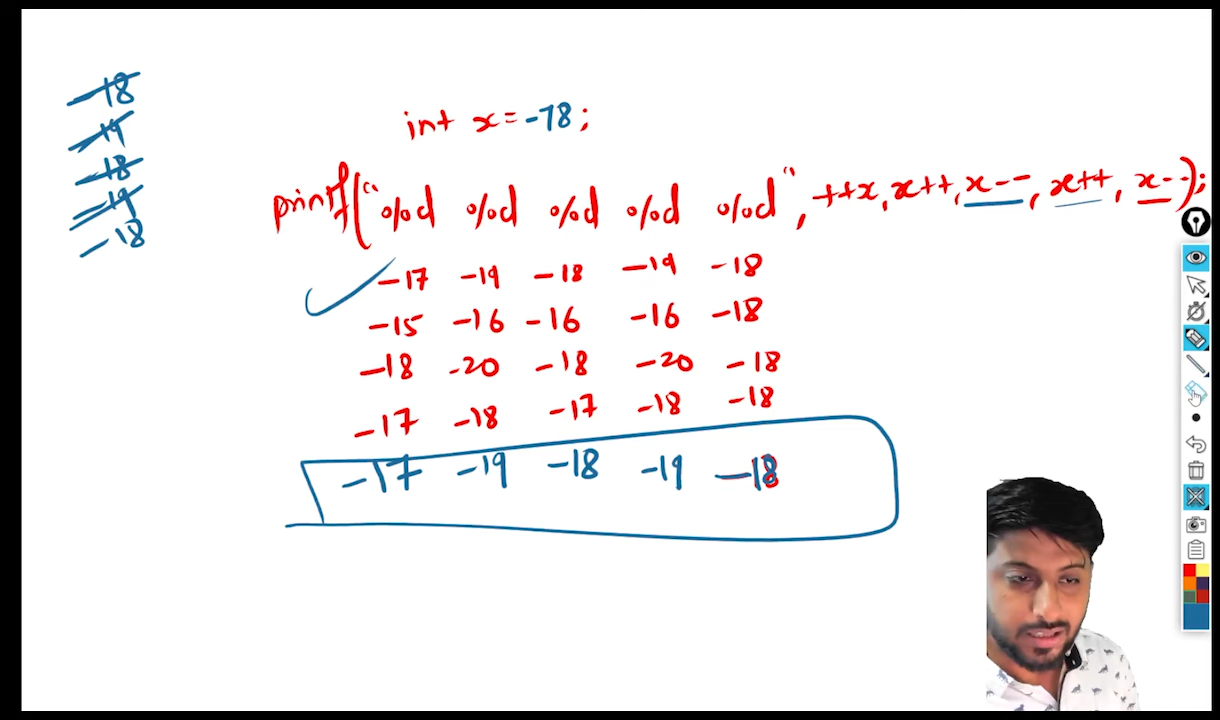 -18
-19
-18
-19
-18
int x = -18;
printf("%d %d %d %d %d", ++x, x++, x--, x++, x--);
-17 -19 -18 -19 -18
-15 -16 -16 -16 -18
-18 -20 -18 -20 -18
-17 -18 -17 -18 -18
-17 -19 -18 -19 -18